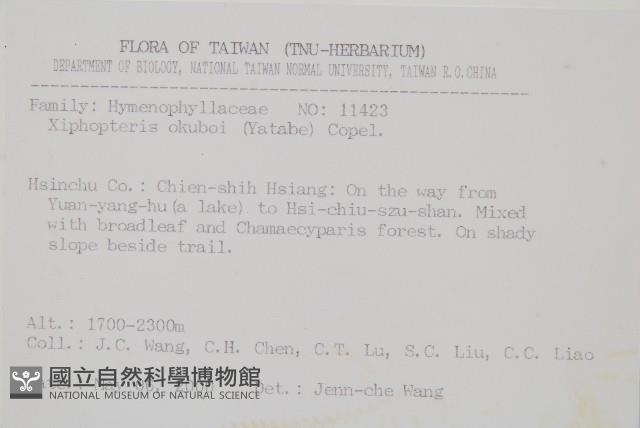 FLORA OF TAIWAN (TNU-HERBARIUM)
DEPARTMENT OF BIOLOGY, NATIONAL TAIWAN NORMAL UNIVERSITY, TAIWAN R.O.CHINA
Family: Hymenophyllaceae NO: 11423
Xiphopteris okuboi (Yatabe) Copel.
Hsinchu Co.: Chien-shih Hsiang: On the way from
Yuan-yang-hu(a lake) to Hsi-chiu-szu-shan. Mixed
with broadleaf and Chamaecyparis forest. On shady
slope beside trail.
Alt.: 1700-2300m
Coll.: J.C. Wang, C.H. Chen, C.T. Lu, S.C. Liu, C.C. Liao
Jenn-che Wang
國立自然科學博物館
NATIONAL MUSEUM OF NATURAL SCIENCE